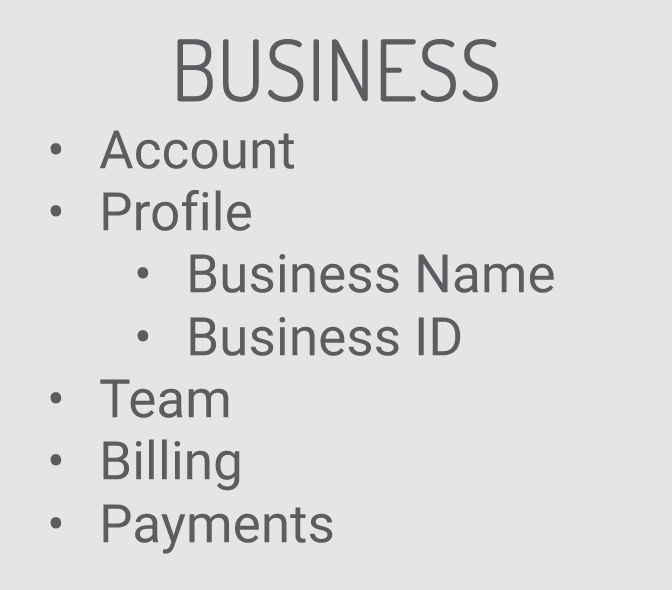 BUSINESS
• Account
• Profile
• Business Name
• Business ID
• Team
• Billing
• Payments